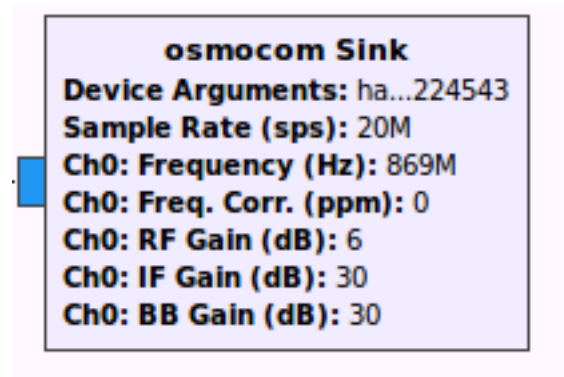 osmocom Sink
Device Arguments: ha...224543
Sample Rate (sps): 20M
Ch0: Frequency (Hz): 869M
Ch0: Freq. Corr. (ppm): 0
Ch0: RF Gain (dB): 6
Ch0: IF Gain (dB): 30
Ch0: BB Gain (dB): 30